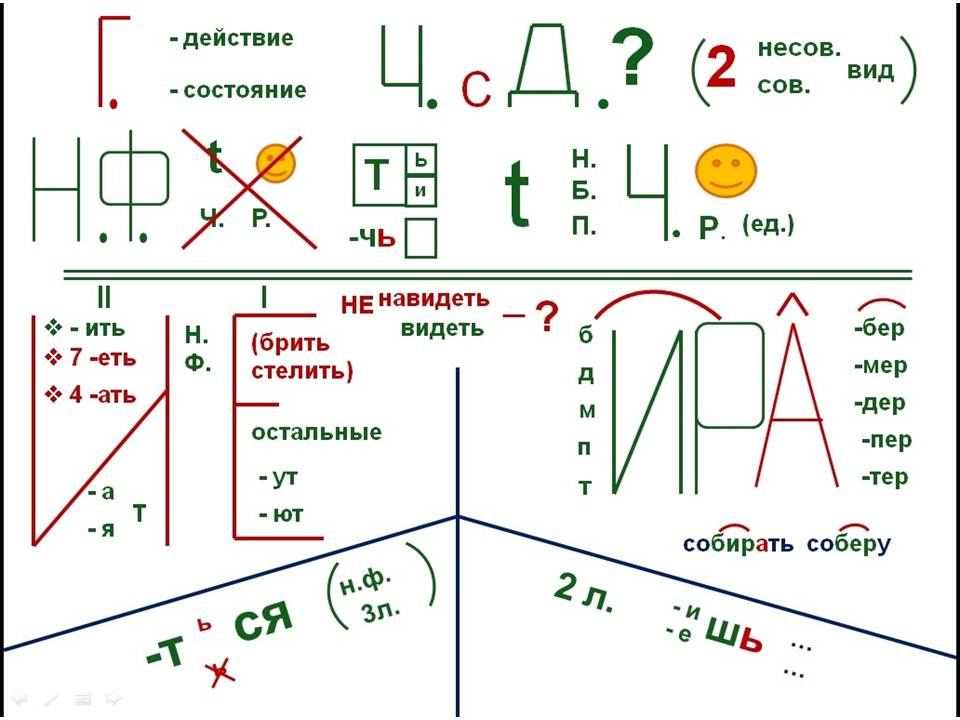 Г. - действие
- состояние
Ч. С Д. ?
(2 несов. сов. вид)
Н. Ф.
t
Ч. Р.
Т ь и
-чь
t
Н.
Б.
П.
Ч.
Р. (ед.)
II
- ить
7 -еть
4 -ать
И
- а
- я
Т
Н.
Ф.
I
Е
(брить
стелить)
остальные
- ут
- ют
НЕ навидеть
видеть
– ?
б
д
м
п
т
ИРА
-бер
-мер
-дер
-пер
-тер
собирать соберу
-т ь ся
ь
(н.ф.
3л.)
2 л.
- и
- е
шь ...
...